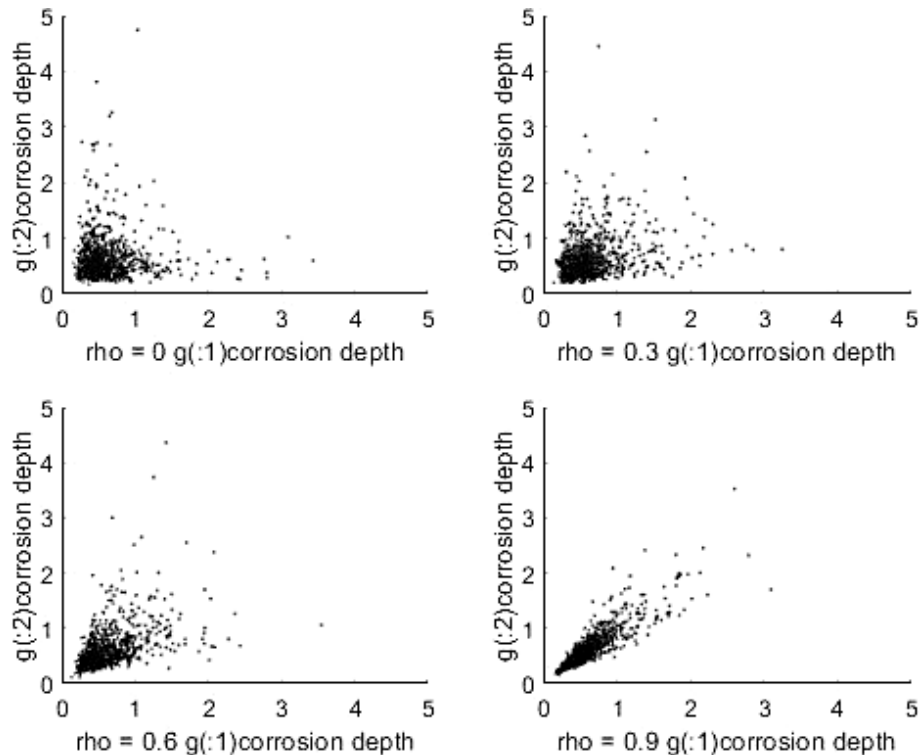 5
4
3
2
1
0
g(:2)corrosion depth
0 1 2 3 4 5
rho = 0 g(:1)corrosion depth
5
4
3
2
1
0
g(:2)corrosion depth
0 1 2 3 4 5
rho = 0.3 g(:1)corrosion depth
5
4
3
2
1
0
g(:2)corrosion depth
0 1 2 3 4 5
rho = 0.6 g(:1)corrosion depth
5
4
3
2
1
0
g(:2)corrosion depth
0 1 2 3 4 5
rho = 0.9 g(:1)corrosion depth